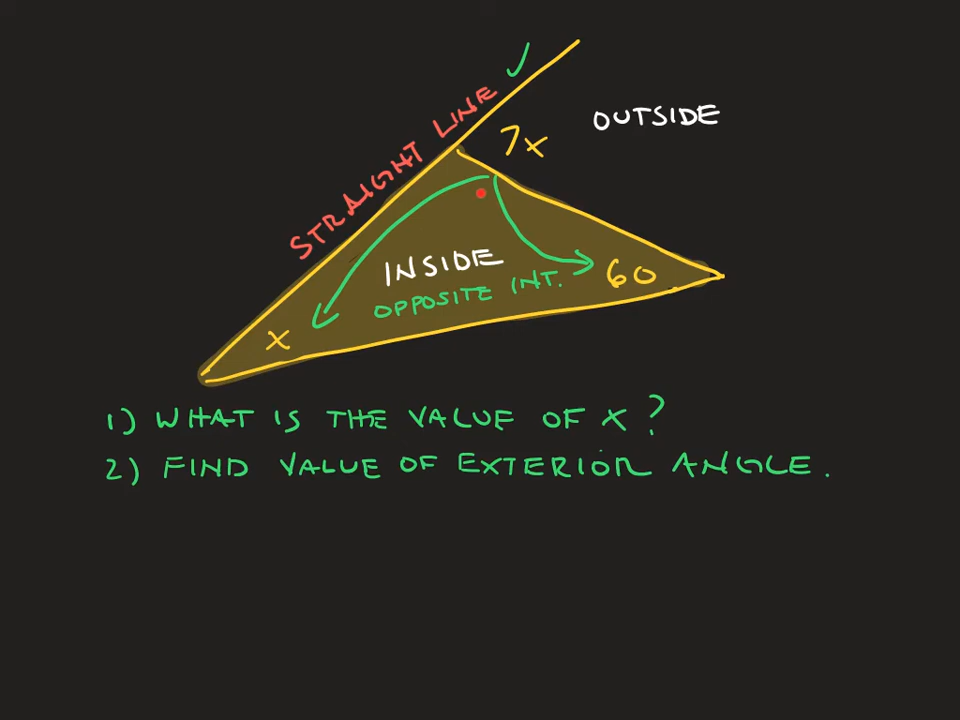 STRAIGHT LINE ✓
OUTSIDE
7x
INSIDE
OPPOSITE INT.
60
x
1) WHAT IS THE VALUE OF X ?
2) FIND VALUE OF EXTERIOR ANGLE.